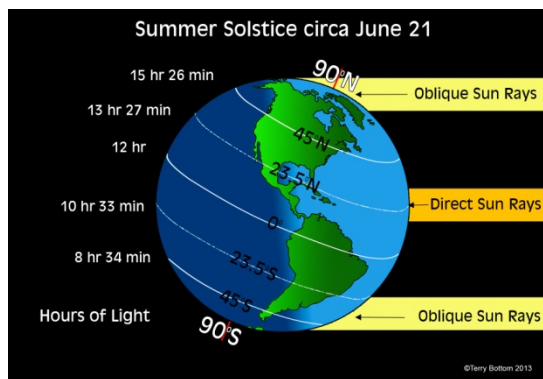 Summer Solstice circa June 21
90°N
15 hr 26 min
Oblique Sun Rays
13 hr 27 min
45°N
12 hr
23.5°N
10 hr 33 min
Direct Sun Rays
0°
8 hr 34 min
23.5°S
45°S
Hours of Light
90°S
Oblique Sun Rays
©Terry Bottom 2013